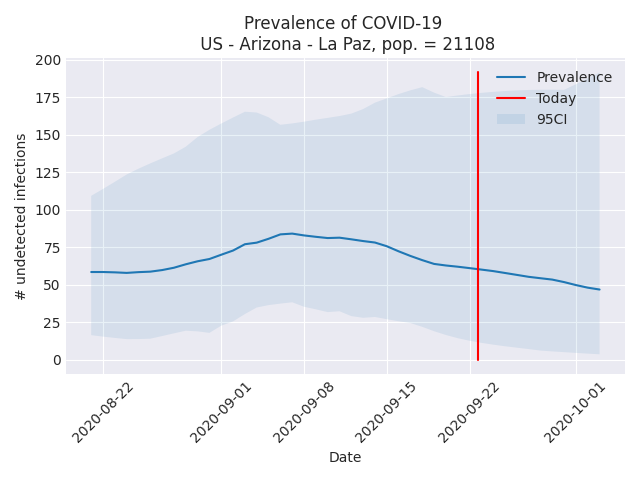 Prevalence of COVID-19
US - Arizona - La Paz, pop. = 21108
Prevalence
Today
95CI
200
175
150
125
100
75
50
25
0
# undetected infections
2020-08-22
2020-09-01
2020-09-08
2020-09-15
2020-09-22
2020-10-01
Date